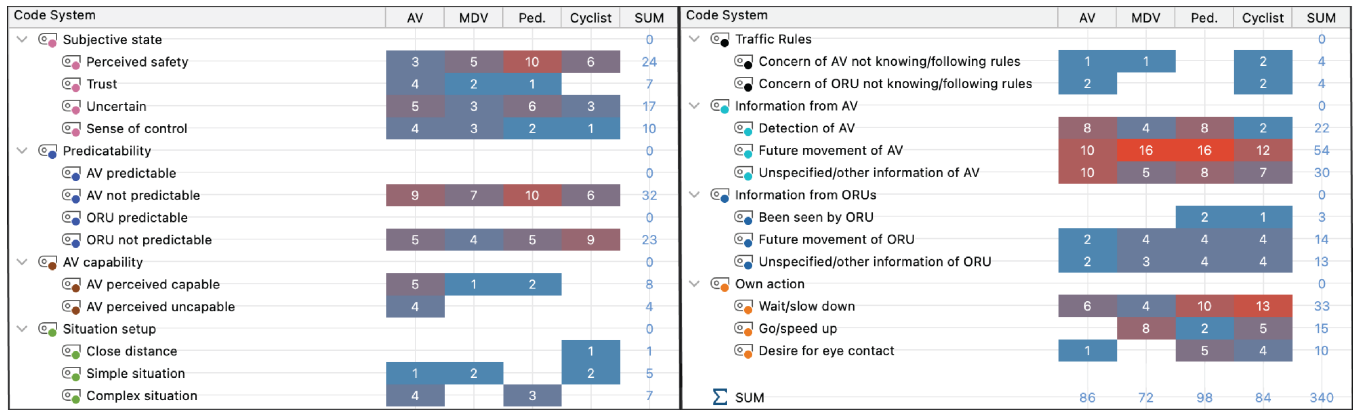 Code System AV MDV Ped. Cyclist SUM
Subjective state 0
Perceived safety 3 5 10 6 24
Trust 4 2 1 7
Uncertain 5 3 6 3 17
Sense of control 4 3 2 1 10
Predicatability 0
AV predictable 0
AV not predictable 9 7 10 6 32
ORU predictable 0
ORU not predictable 5 4 5 9 23
AV capability 0
AV perceived capable 5 1 2 8
AV perceived uncapable 4 4
Situation setup 0
Close distance 1 1
Simple situation 1 2 2 5
Complex situation 4 3 7
Code System AV MDV Ped. Cyclist SUM
Traffic Rules 0
Concern of AV not knowing/following rules 1 1 2 4
Concern of ORU not knowing/following rules 2 2 4
Information from AV 0
Detection of AV 8 4 8 2 22
Future movement of AV 10 16 16 12 54
Unspecified/other information of AV 10 5 8 7 30
Information from ORUs 0
Been seen by ORU 2 1 3
Future movement of ORU 2 4 4 4 14
Unspecified/other information of ORU 2 3 4 4 13
Own action 0
Wait/slow down 6 4 10 13 33
Go/speed up 8 2 5 15
Desire for eye contact 1 5 4 10
Σ SUM 86 72 98 84 340